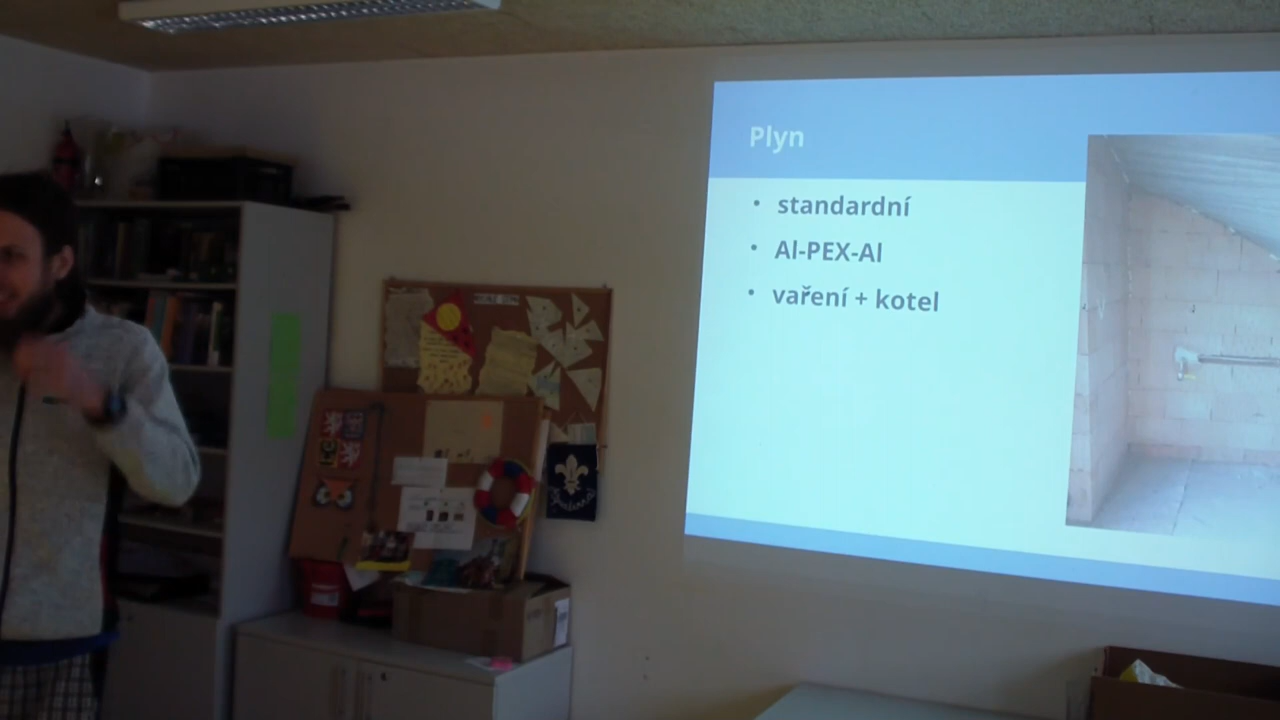 Plyn
• standardní
• Al-PEX-Al
• vaření + kotel